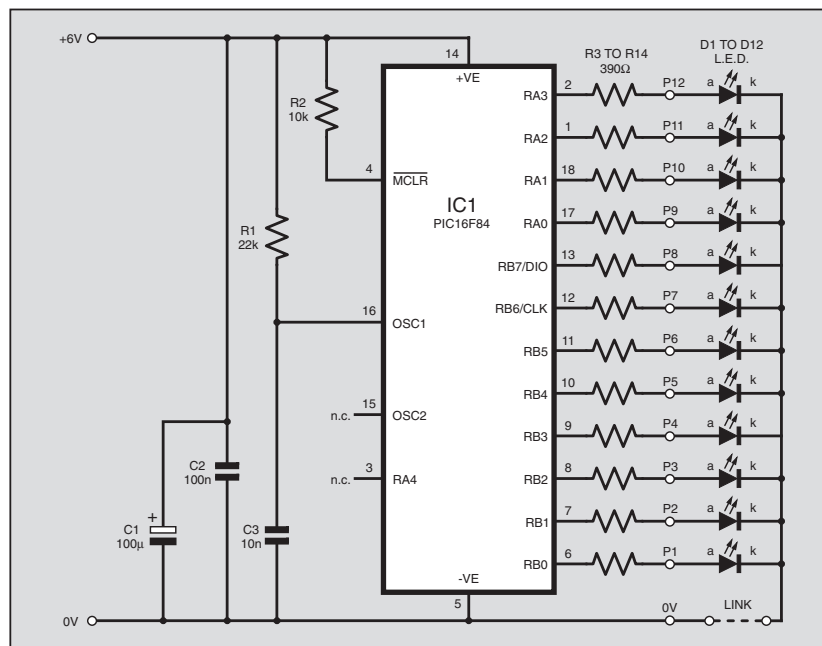 +6V
14
+VE
R3 TO R14
390Ω
D1 TO D12
L.E.D.
R2
10k
4
MCLR
IC1
PIC16F84
R1
22k
16
OSC1
n.c.
15
OSC2
n.c.
3
RA4
RA3
2
P12
a
k
RA2
1
P11
a
k
RA1
18
P10
a
k
RA0
17
P9
a
k
RB7/DIO
13
P8
a
k
RB6/CLK
12
P7
a
k
RB5
11
P6
a
k
RB4
10
P5
a
k
RB3
9
P4
a
k
RB2
8
P3
a
k
RB1
7
P2
a
k
RB0
6
P1
a
k
C2
100n
+
C1
100µ
C3
10n
-VE
5
0V
0V
LINK